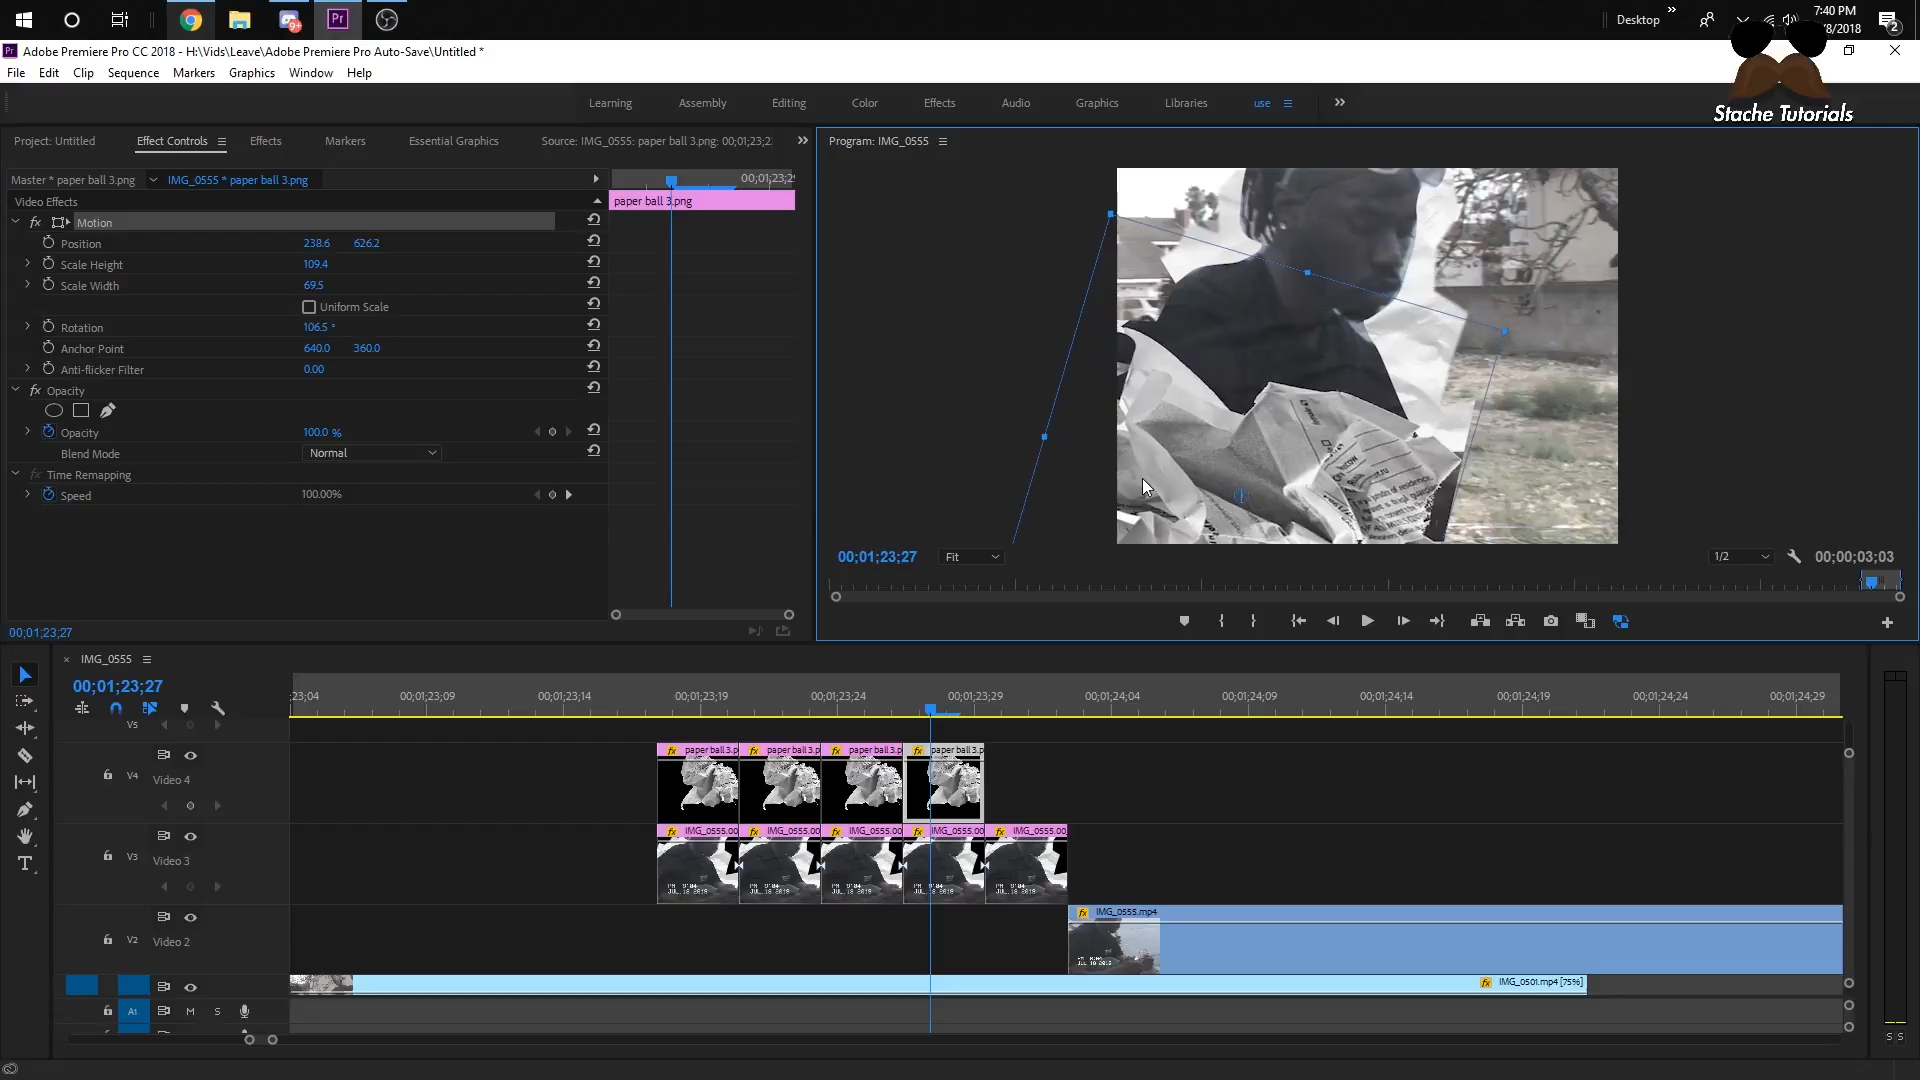 Desktop
7:40 PM
/8/2018
2
9+
Pr
Adobe Premiere Pro CC 2018 - H:\Vids\Leave\Adobe Premiere Pro Auto-Save\Untitled *
File Edit Clip Sequence Markers Graphics Window Help
Learning Assembly Editing Color Effects Audio Graphics Libraries use
Stache Tutorials
Project: Untitled Effect Controls Effects Markers Essential Graphics Source: IMG_0555: paper ball 3.png: 00;01;23;2
Program: IMG_0555
Master * paper ball 3.png IMG_0555 * paper ball 3.png
00;01;23;2
Video Effects
paper ball 3.png
fx Motion
Position 238.6 626.2
Scale Height 109.4
Scale Width 69.5
Uniform Scale
Rotation 106.5 °
Anchor Point 640.0 360.0
Anti-flicker Filter 0.00
fx Opacity
Opacity 100.0 %
Blend Mode Normal
fx Time Remapping
Speed 100.00%
00;01;23;27
00;01;23;27 Fit 1/2 00;00;03;03
IMG_0555
00;01;23;27
;23;04 00;01;23;09 00;01;23;14 00;01;23;19 00;01;23;24 00;01;23;29 00;01;24;04 00;01;24;09 00;01;24;14 00;01;24;19 00;01;24;24 00;01;24;29
V5
fx paper ball 3.p fx paper ball 3.p fx paper ball 3.p fx paper ball 3.p
V4 Video 4
fx IMG_0555.00 fx IMG_0555.00 fx IMG_0555.00 fx IMG_0555.00 fx IMG_0555.00
V3 Video 3
fx IMG_0555.mp4
V2 Video 2
fx IMG_0501.mp4 [75%]
A1 M S
S S